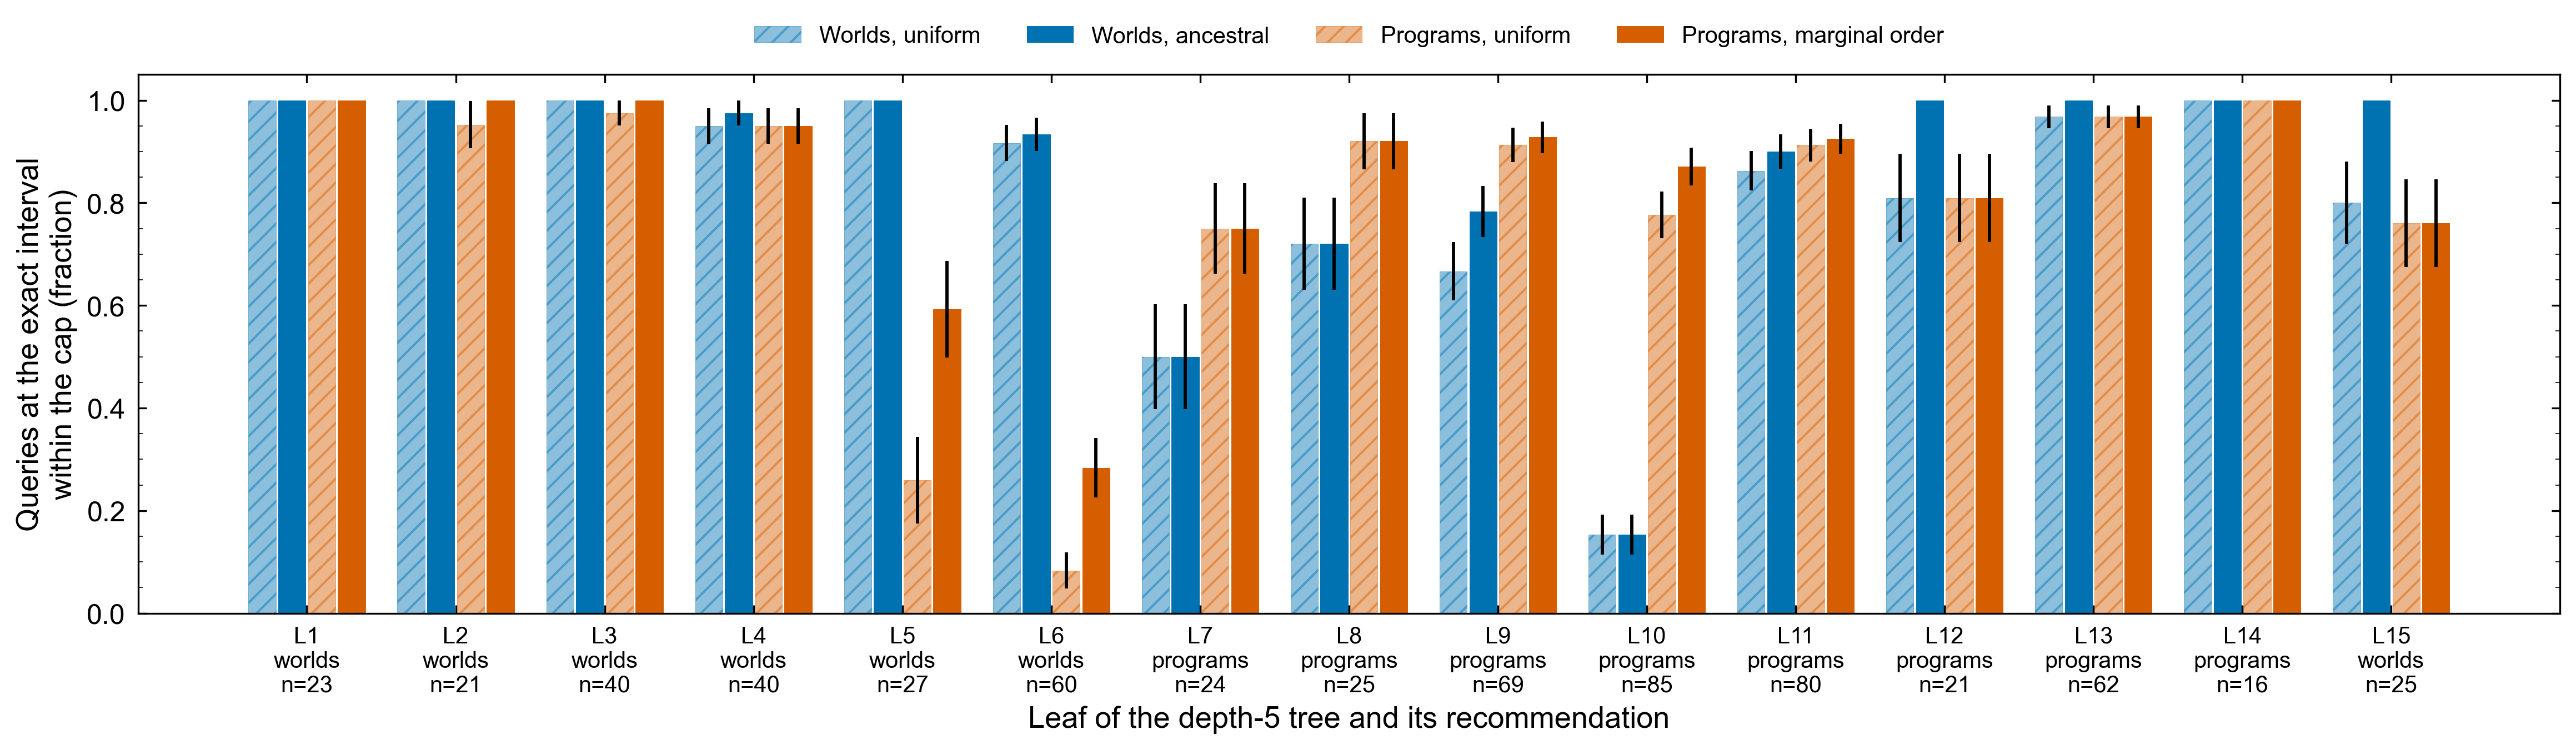 Worlds, uniform
Worlds, ancestral
Programs, uniform
Programs, marginal order
Queries at the exact interval
within the cap (fraction)
1.0
0.8
0.6
0.4
0.2
0.0
L1 L2 L3 L4 L5 L6 L7 L8 L9 L10 L11 L12 L13 L14 L15
worlds worlds worlds worlds worlds worlds programs programs programs programs programs programs programs programs worlds
n=23 n=21 n=40 n=40 n=27 n=60 n=24 n=25 n=69 n=85 n=80 n=21 n=62 n=16 n=25
Leaf of the depth-5 tree and its recommendation